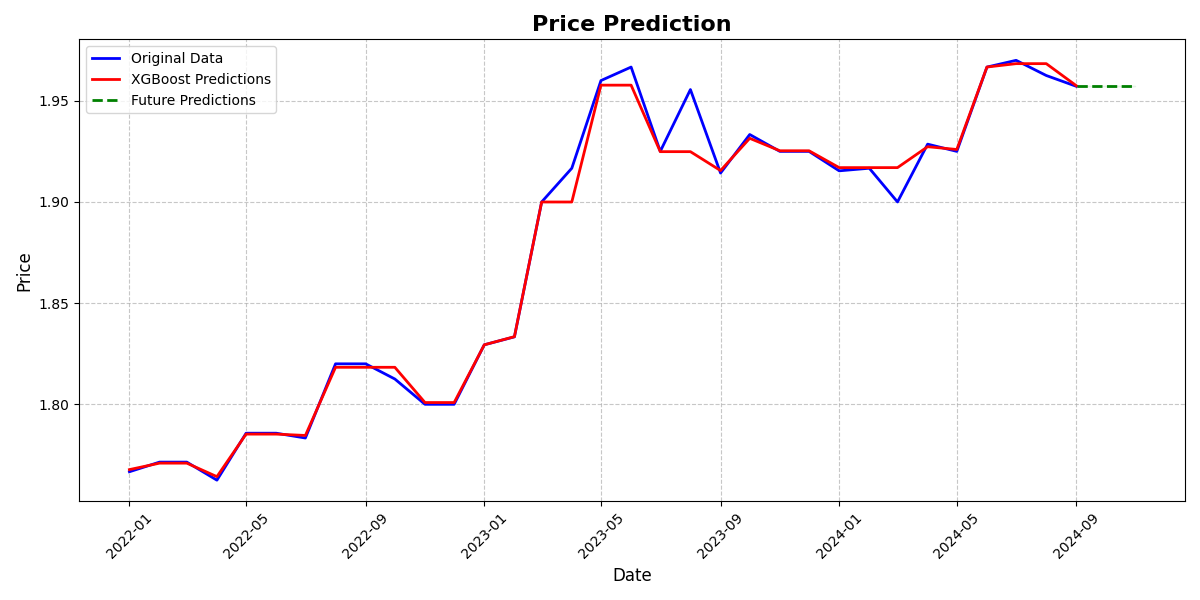 Price Prediction
Original Data
XGBoost Predictions
Future Predictions
Price
1.95
1.90
1.85
1.80
2022-01
2022-05
2022-09
2023-01
2023-05
2023-09
2024-01
2024-05
2024-09
Date